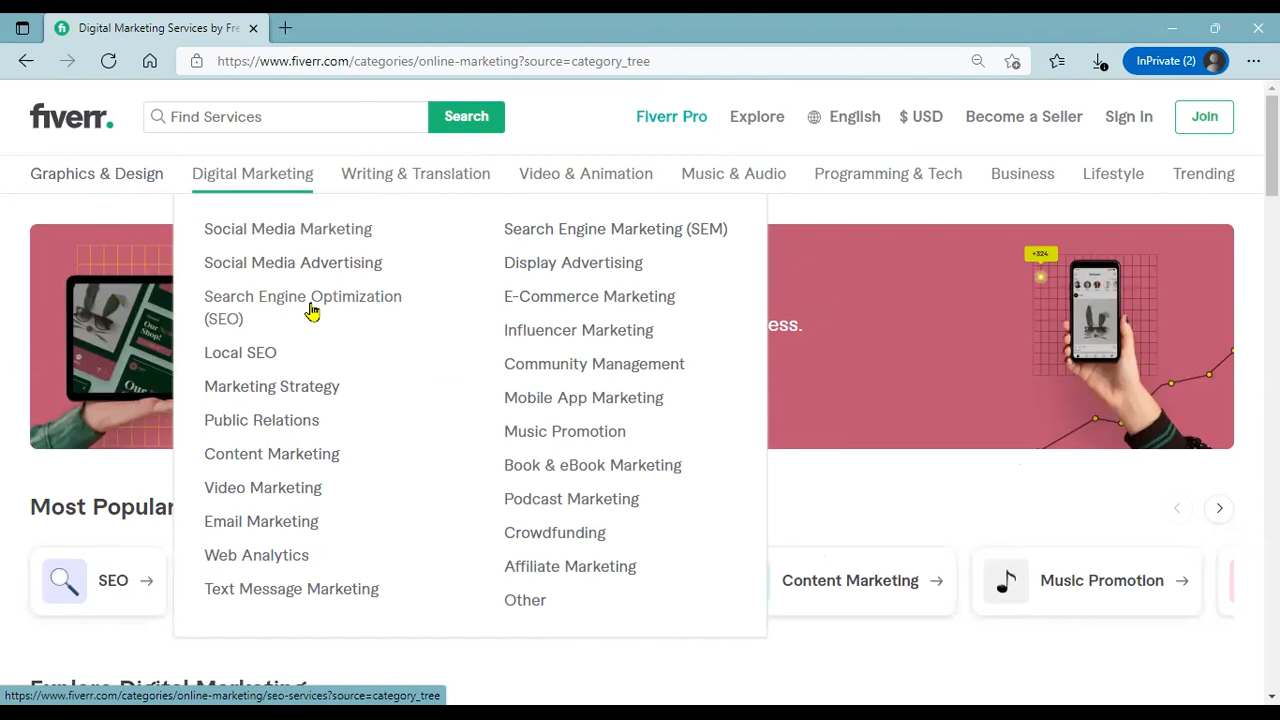 Digital Marketing Services by Fre
https://www.fiverr.com/categories/online-marketing?source=category_tree
InPrivate (2)
fiverr.
Find Services
Search
Fiverr Pro
Explore
English
$ USD
Become a Seller
Sign In
Join
Graphics & Design
Digital Marketing
Writing & Translation
Video & Animation
Music & Audio
Programming & Tech
Business
Lifestyle
Trending
Social Media Marketing
Social Media Advertising
Search Engine Optimization
(SEO)
Local SEO
Marketing Strategy
Public Relations
Content Marketing
Video Marketing
Email Marketing
Web Analytics
Text Message Marketing
Search Engine Marketing (SEM)
Display Advertising
E-Commerce Marketing
Influencer Marketing
Community Management
Mobile App Marketing
Music Promotion
Book & eBook Marketing
Podcast Marketing
Crowdfunding
Affiliate Marketing
Other
ess.
+324
Most Popular
SEO
Content Marketing
Music Promotion
Explore Digital Marketing
https://www.fiverr.com/categories/online-marketing/seo-services?source=category_tree